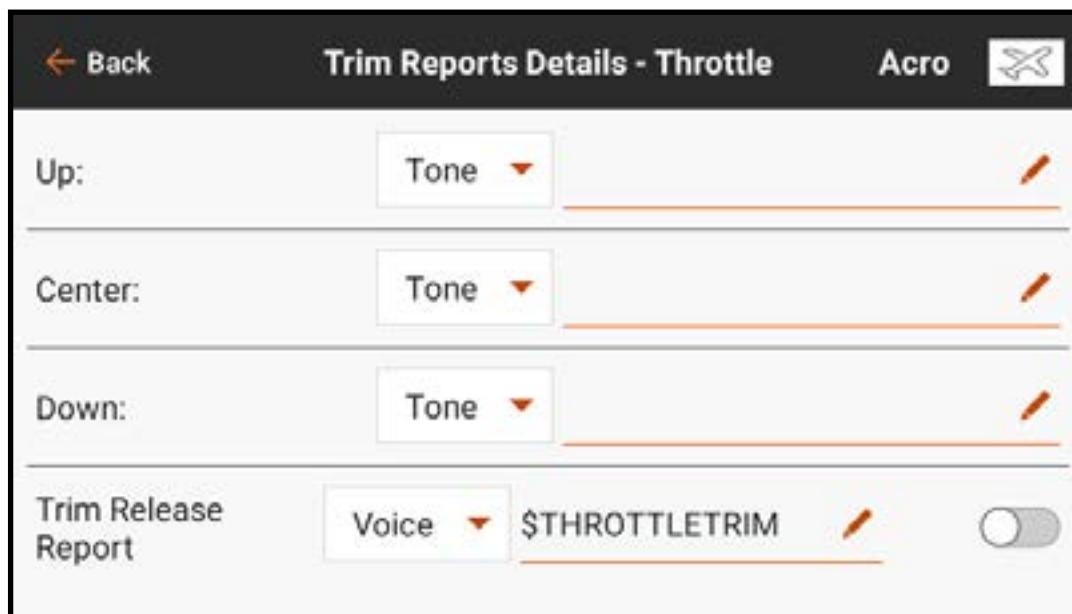 Back Trim Reports Details - Throttle Acro
Up: Tone
Center: Tone
Down: Tone
Trim Release
Report Voice $THROTTLETRIM